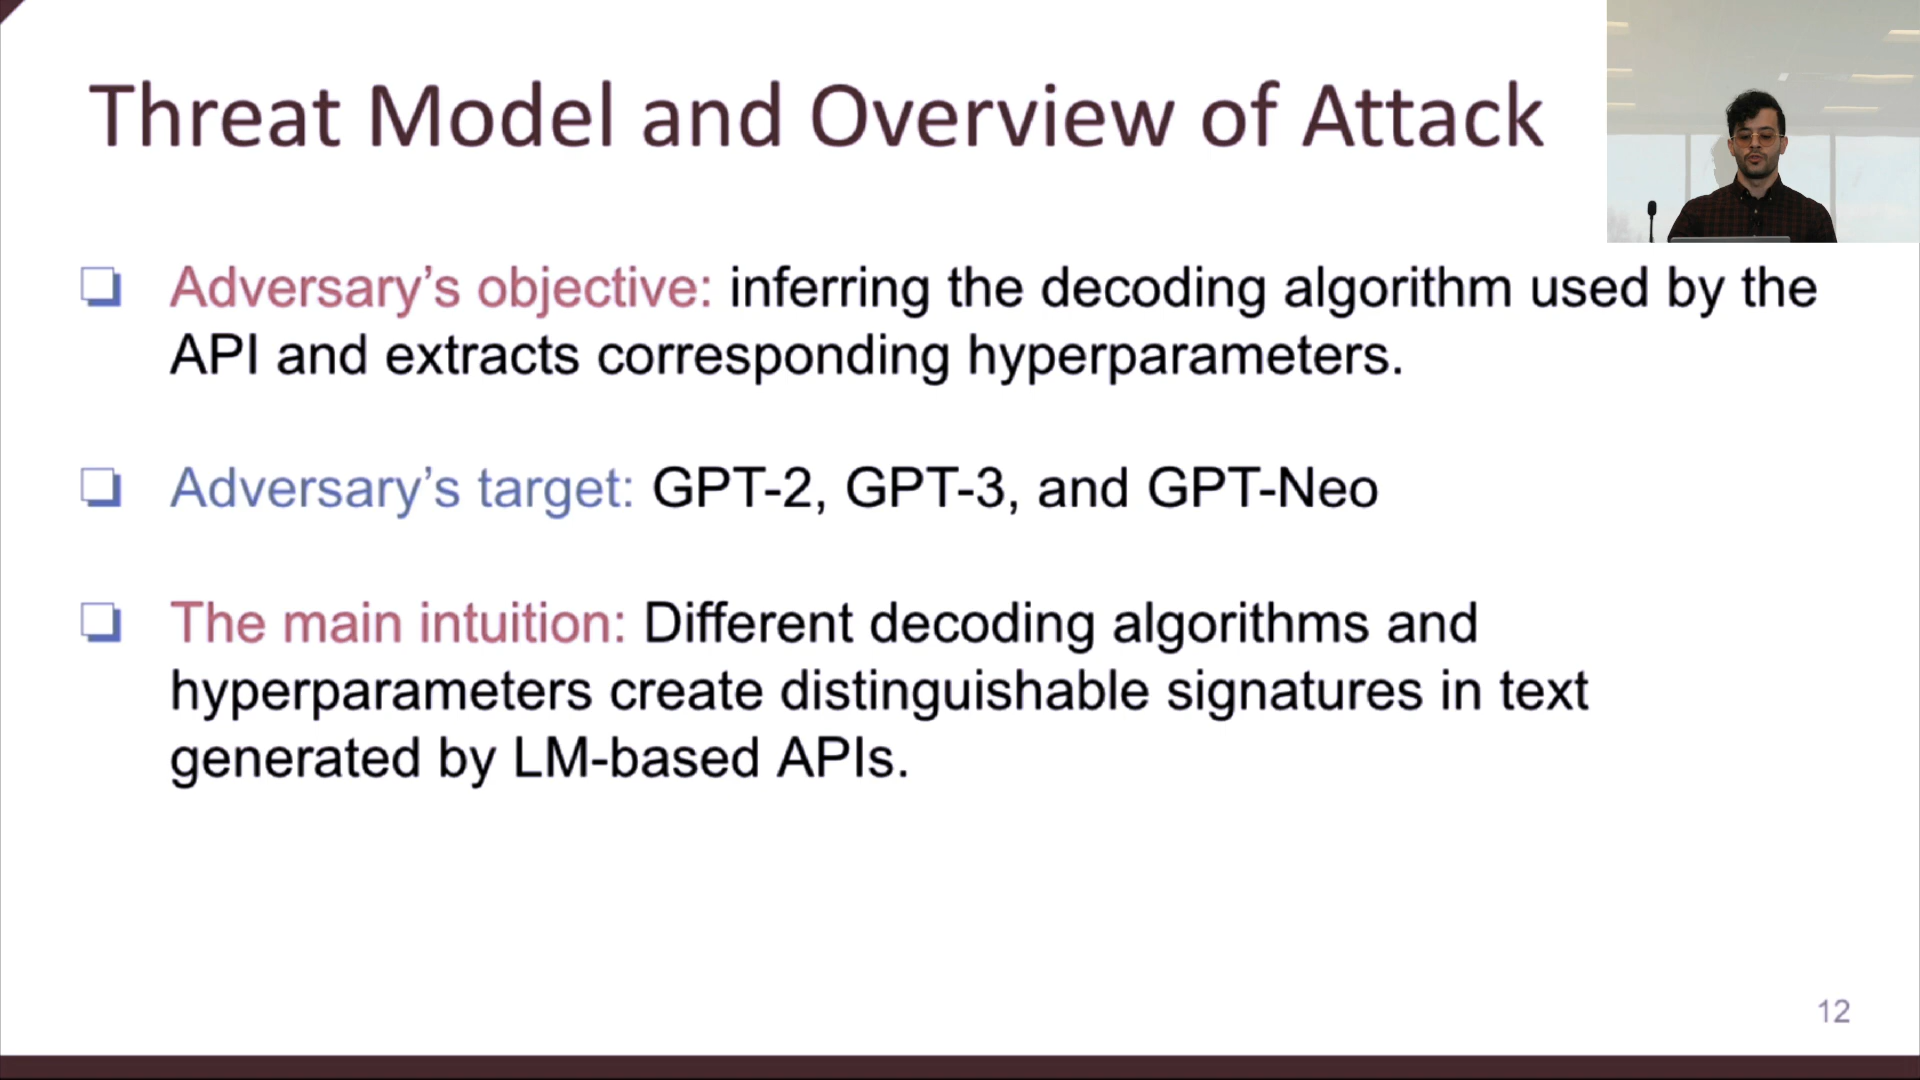 Threat Model and Overview of Attack
Adversary’s objective: inferring the decoding algorithm used by the
API and extracts corresponding hyperparameters.
Adversary’s target: GPT-2, GPT-3, and GPT-Neo
The main intuition: Different decoding algorithms and
hyperparameters create distinguishable signatures in text
generated by LM-based APIs.
12